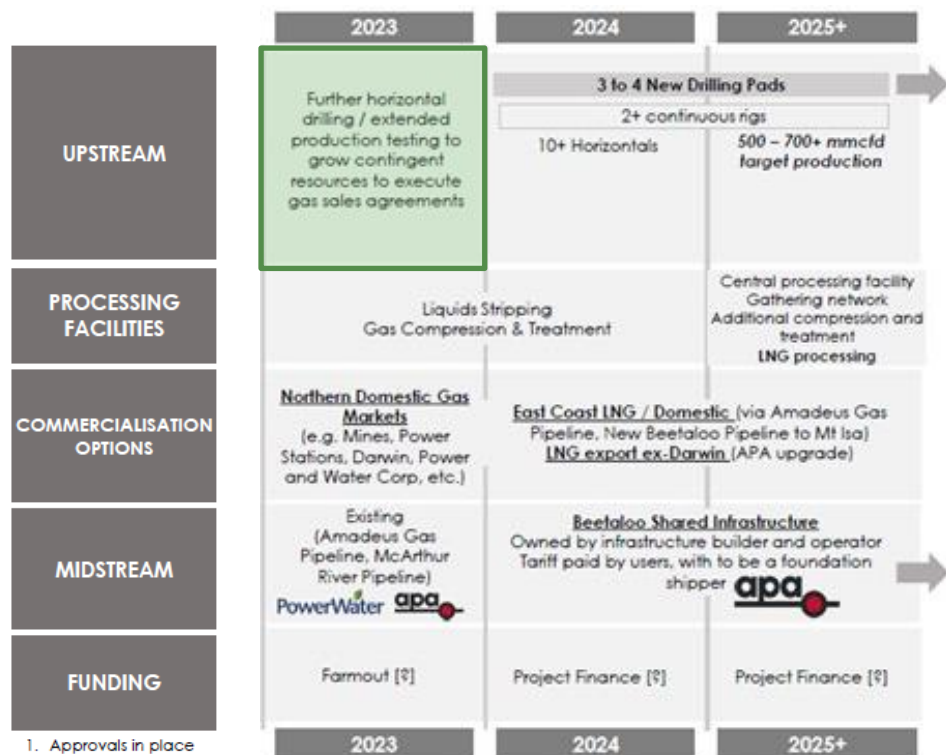 2023 2024 2025+
UPSTREAM
Further horizontal
drilling / extended
production testing to
grow contingent
resources to execute
gas sales agreements
3 to 4 New Drilling Pads
2+ continuous rigs
10+ Horizontals
500 – 700+ mmcfd
target production
PROCESSING
FACILITIES
Liquids Stripping
Gas Compression & Treatment
Central processing facility
Gathering network
Additional compression and
treatment
LNG processing
COMMERCIALISATION
OPTIONS
Northern Domestic Gas
Markets
(e.g. Mines, Power
Stations, Darwin, Power
and Water Corp, etc.)
East Coast LNG / Domestic (via Amadeus Gas
Pipeline, New Beetaloo Pipeline to Mt Isa)
LNG export ex-Darwin (APA upgrade)
MIDSTREAM
Existing
(Amadeus Gas
Pipeline, McArthur
River Pipeline)
PowerWater apa
Beetaloo Shared Infrastructure
Owned by infrastructure builder and operator
Tariff paid by users, with to be a foundation
shipper apa
FUNDING
Farmout [?]
Project Finance [?]
Project Finance [?]
1. Approvals in place
2023 2024 2025+